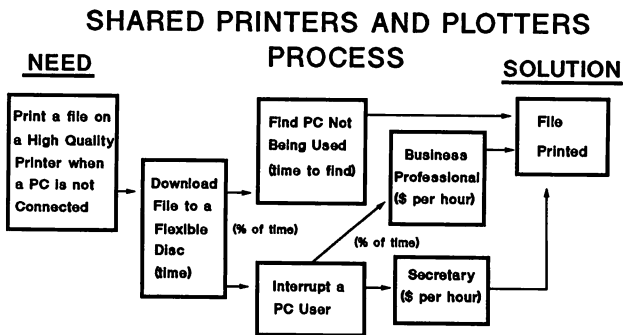 SHARED PRINTERS AND PLOTTERS
PROCESS
NEED
SOLUTION
Print a file on
a High Quality
Printer when
a PC is not
Connected
Download
File to a
Flexible
Disc
(time)
Find PC Not
Being Used
(time to find)
(% of time)
Interrupt a
PC User
(% of time)
Business
Professional
($ per hour)
Secretary
($ per hour)
File
Printed